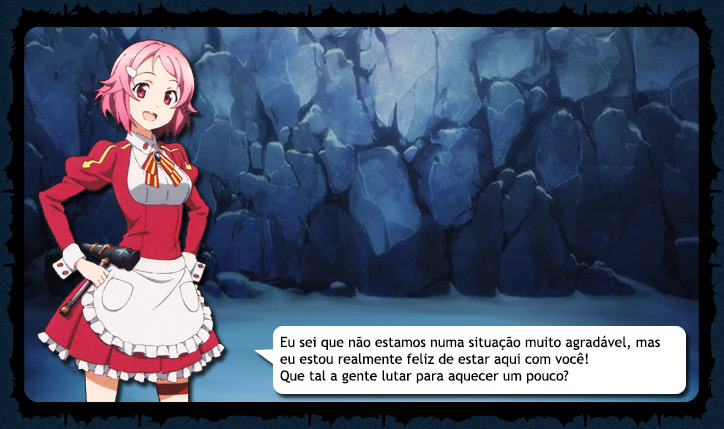 Eu sei que não estamos numa situação muito agradável, mas
eu estou realmente feliz de estar aqui com você!
Que tal a gente lutar para aquecer um pouco?